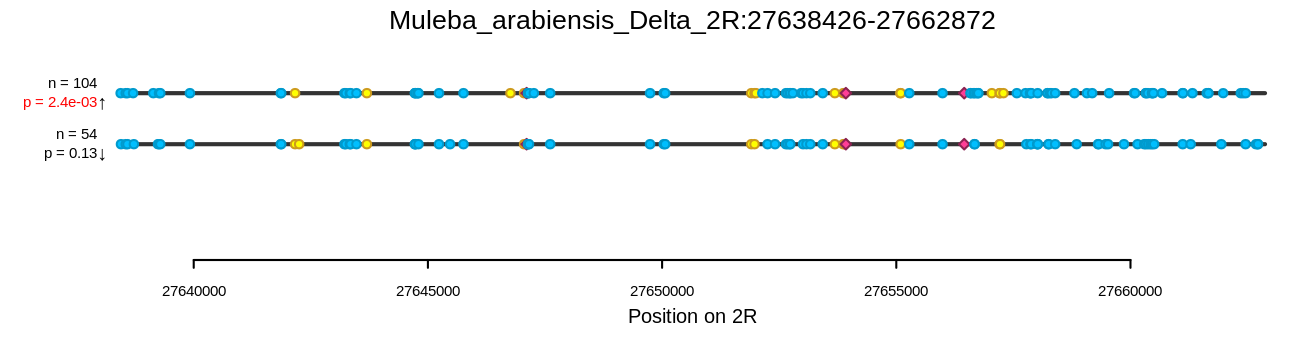 Muleba_arabiensis_Delta_2R:27638426-27662872
n = 104
p = 2.4e-03↑
n = 54
p = 0.13↓
27640000 27645000 27650000 27655000 27660000
Position on 2R